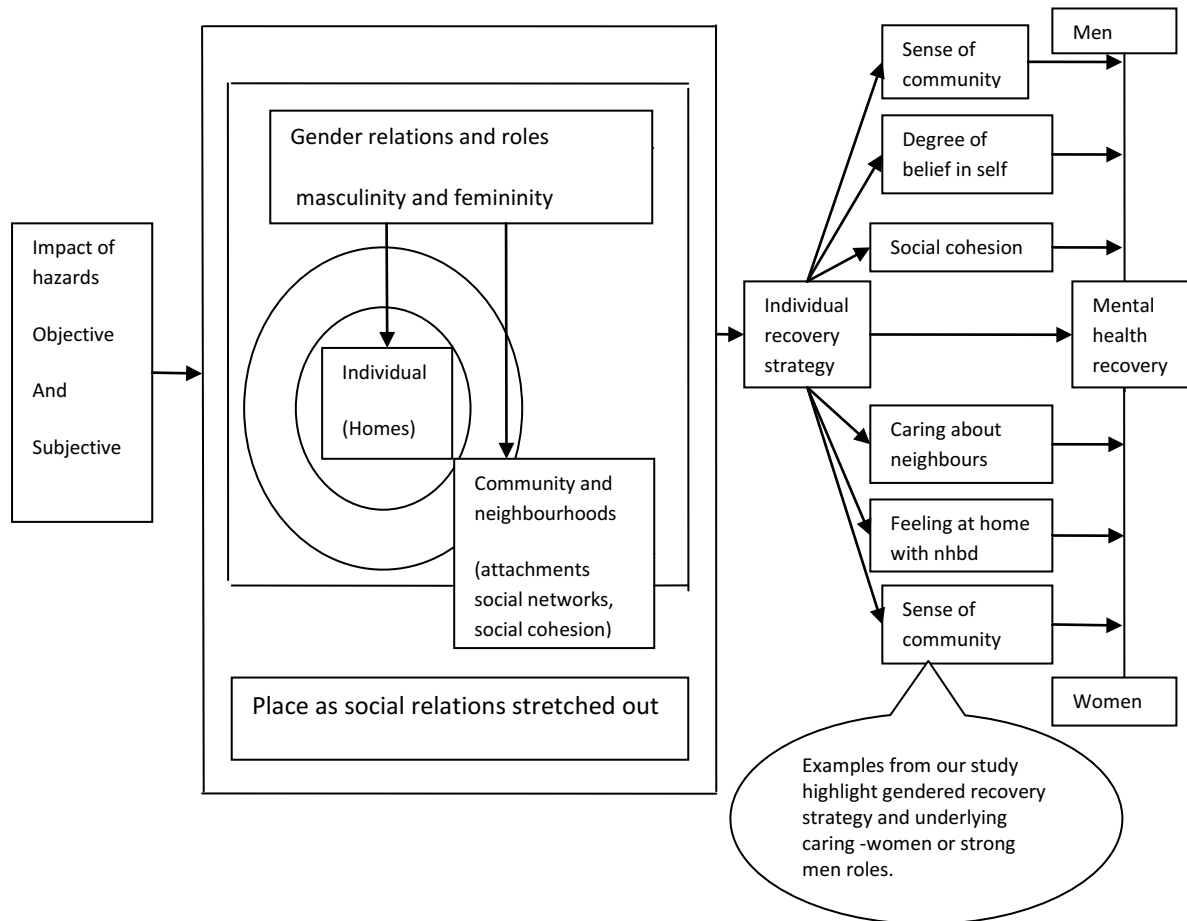 Impact of
hazards
Objective
And
Subjective
Gender relations and roles
masculinity and femininity
Individual
(Homes)
Community and
neighbourhoods
(attachments
social networks,
social cohesion)
Place as social relations stretched out
Individual
recovery
strategy
Sense of
community
Degree of
belief in self
Social cohesion
Caring about
neighbours
Feeling at home
with nhbd
Sense of
community
Men
Mental
health
recovery
Women
Examples from our study
highlight gendered recovery
strategy and underlying
caring -women or strong
men roles.